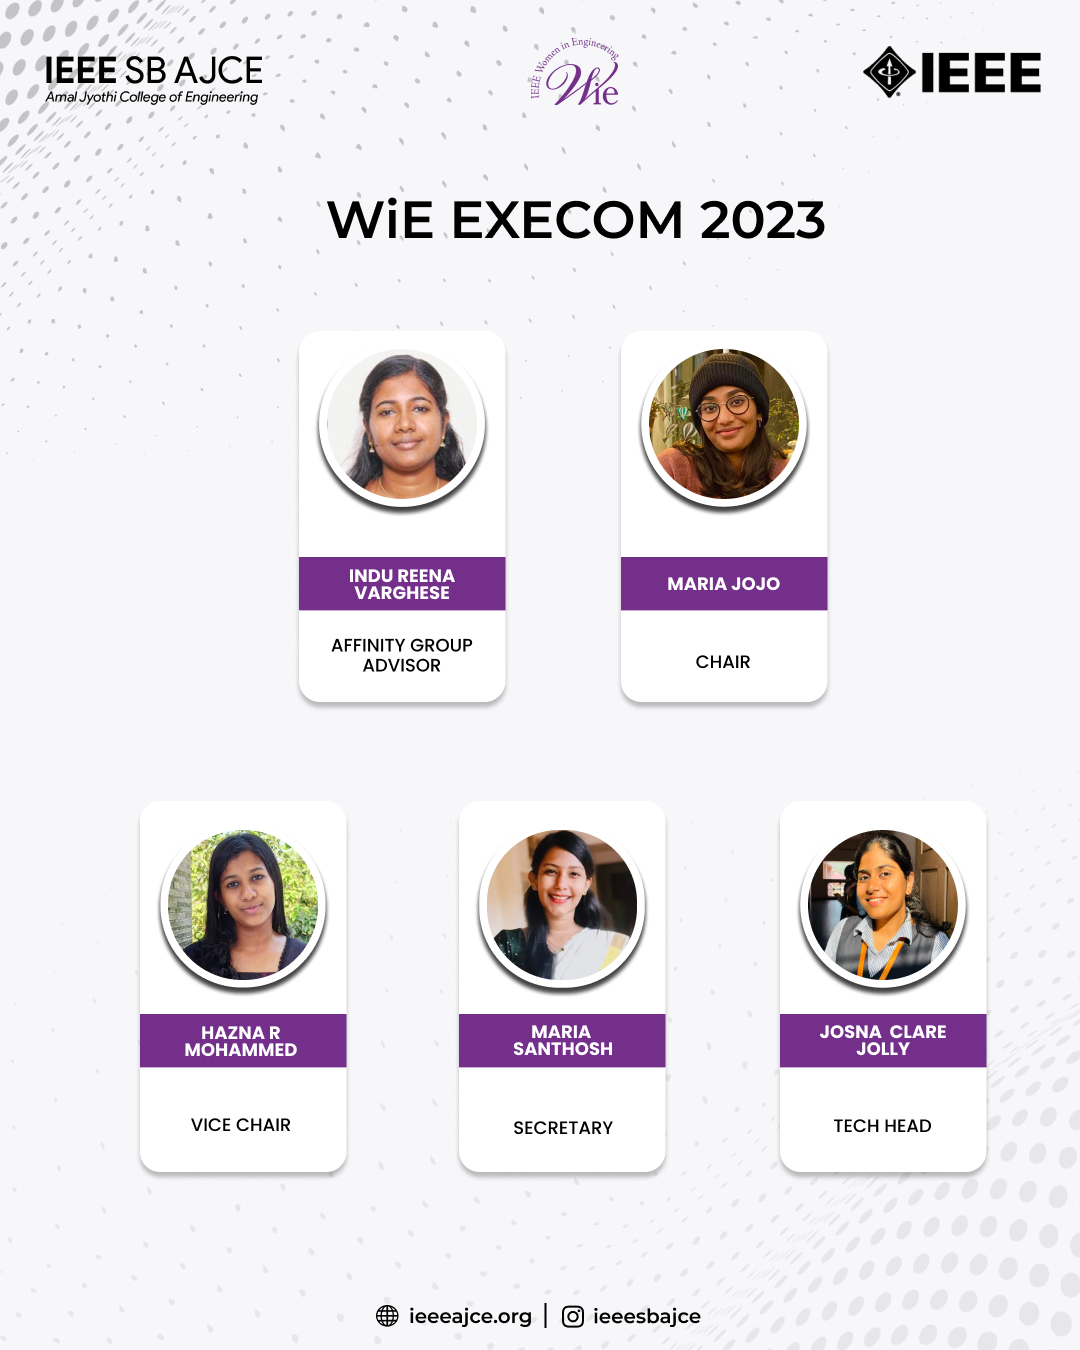 IEEE SB AJCE
Amal Jyothi College of Engineering
IEEE Women in Engineering
WiE
IEEE
WiE EXECOM 2023
INDU REENA
VARGHESE
AFFINITY GROUP
ADVISOR
MARIA JOJO
CHAIR
HAZNA R
MOHAMMED
VICE CHAIR
MARIA
SANTHOSH
SECRETARY
JOSNA CLARE
JOLLY
TECH HEAD
ieeeajce.org | ieeesbajce